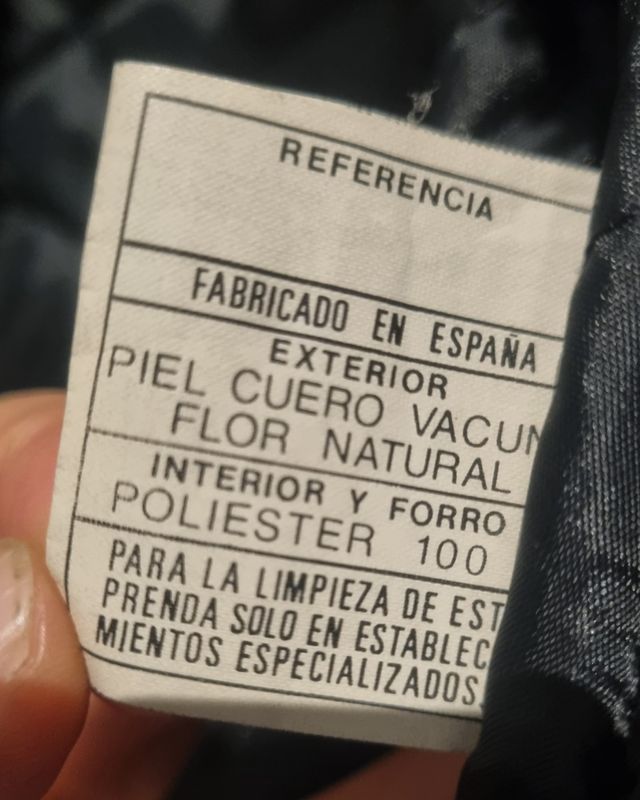 REFERENCIA
FABRICADO EN ESPAÑA
EXTERIOR
PIEL CUERO VACUN
FLOR NATURAL
INTERIOR Y FORRO
POLIESTER 100
PARA LA LIMPIEZA DE EST
PRENDA SOLO EN ESTABLEC
MIENTOS ESPECIALIZADOS.